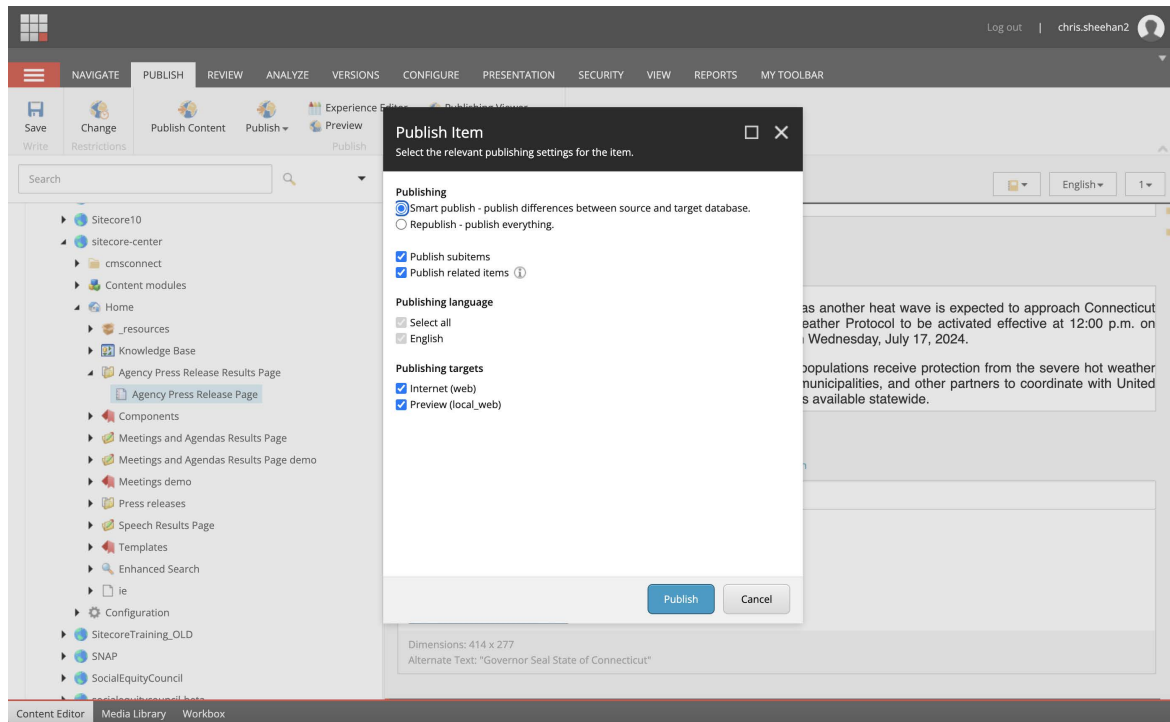 Log out | chris.sheehan2
NAVIGATE PUBLISH REVIEW ANALYZE VERSIONS CONFIGURE PRESENTATION SECURITY VIEW REPORTS MY TOOLBAR
Save
Write
Change
Restrictions
Publish Content
Publish
Experience Editor
Publishing Viewer
Preview
Publish
Search
English
1
Sitecore10
sitecore-center
cmsconnect
Content modules
Home
_resources
Knowledge Base
Agency Press Release Results Page
Agency Press Release Page
Components
Meetings and Agendas Results Page
Meetings and Agendas Results Page demo
Meetings demo
Press releases
Speech Results Page
Templates
Enhanced Search
ie
Configuration
SitecoreTraining_OLD
SNAP
SocialEquityCouncil
Publish Item
Select the relevant publishing settings for the item.
Publishing
Smart publish - publish differences between source and target database.
Republish - publish everything.
Publish subitems
Publish related items
Publishing language
Select all
English
Publishing targets
Internet (web)
Preview (local_web)
Publish
Cancel
as another heat wave is expected to approach Connecticut
eather Protocol to be activated effective at 12:00 p.m. on
Wednesday, July 17, 2024.
populations receive protection from the severe hot weather
municipalities, and other partners to coordinate with United
s available statewide.
Dimensions: 414 x 277
Alternate Text: "Governor Seal State of Connecticut"
Content Editor Media Library Workbox